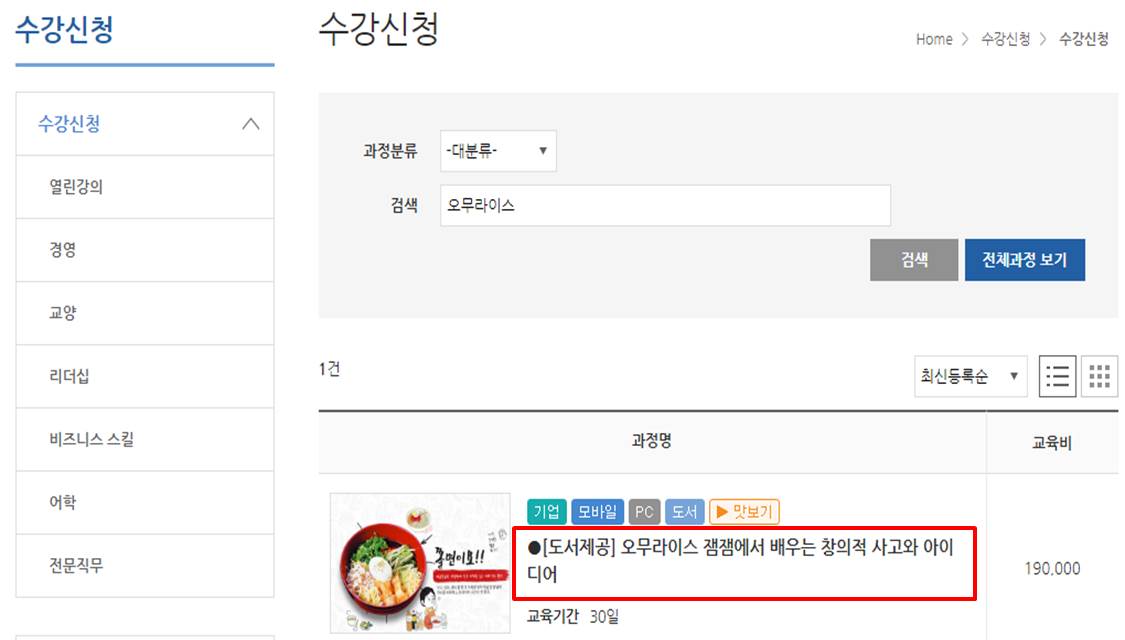 수강신청
수강신청
Home > 수강신청 > 수강신청
수강신청
열린강의
경영
교양
리더십
비즈니스 스킬
어학
전문직무
과정분류 -대분류-
검색 오무라이스
검색 전체과정 보기
1건
최신등록순
과정명 교육비
기업 모바일 PC 도서 ▶ 맛보기
●[도서제공] 오무라이스 잼잼에서 배우는 창의적 사고와 아이
디어
190,000
교육기간 30일
쫄면이요!!